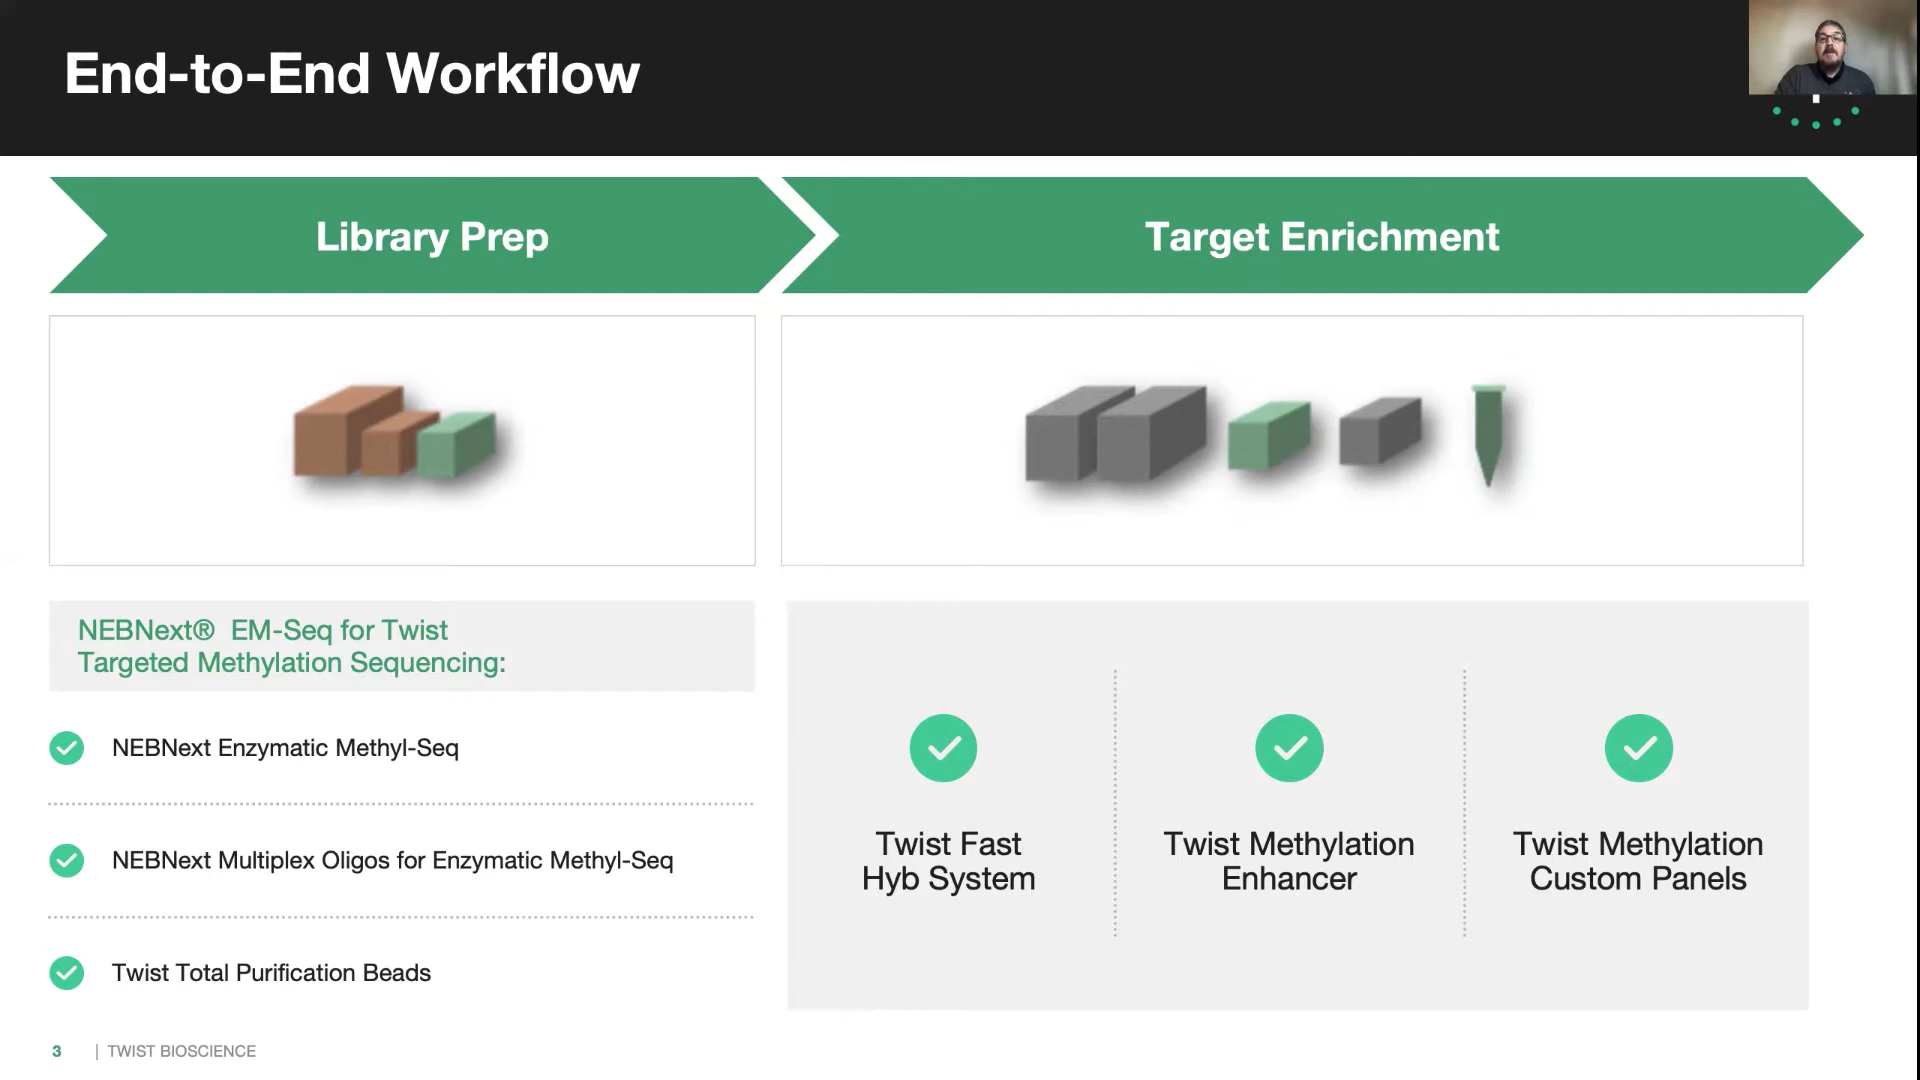 End-to-End Workflow
Library Prep
Target Enrichment
NEBNext® EM-Seq for Twist
Targeted Methylation Sequencing:
NEBNext Enzymatic Methyl-Seq
NEBNext Multiplex Oligos for Enzymatic Methyl-Seq
Twist Total Purification Beads
Twist Fast
Hyb System
Twist Methylation
Enhancer
Twist Methylation
Custom Panels
3 | TWIST BIOSCIENCE